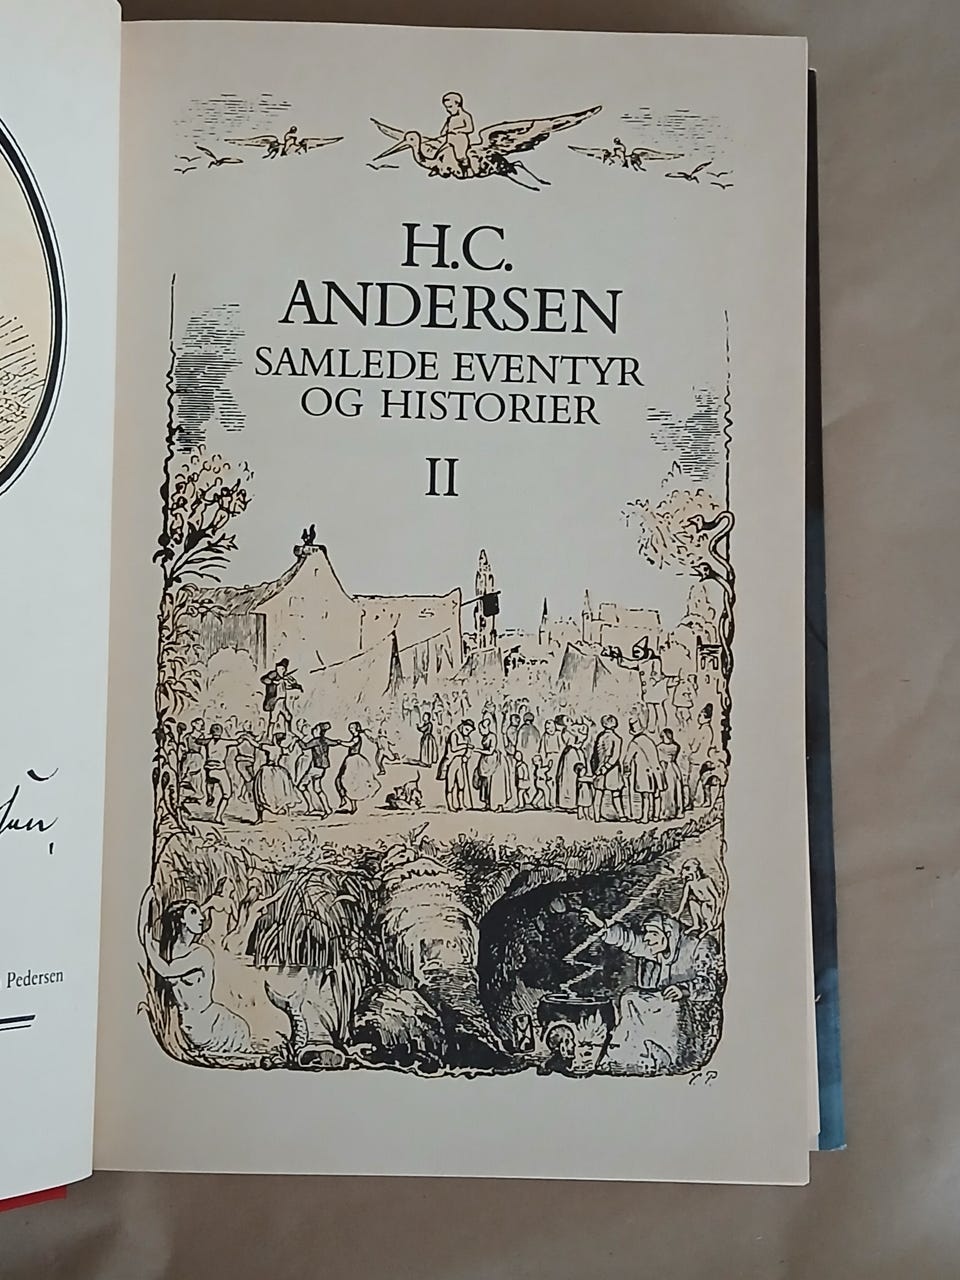 H.C.
ANDERSEN
SAMLEDE EVENTYR
OG HISTORIER
II
Pedersen